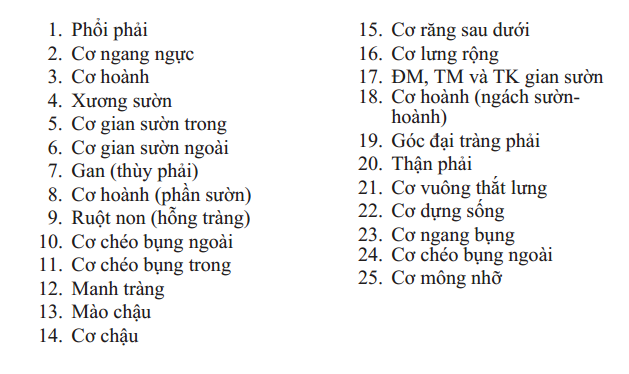 1. Phổi phải
2. Cơ ngang ngực
3. Cơ hoành
4. Xương sườn
5. Cơ gian sườn trong
6. Cơ gian sườn ngoài
7. Gan (thùy phải)
8. Cơ hoành (phần sườn)
9. Ruột non (hỗng tràng)
10. Cơ chéo bụng ngoài
11. Cơ chéo bụng trong
12. Manh tràng
13. Mào chậu
14. Cơ chậu
15. Cơ răng sau dưới
16. Cơ lưng rộng
17. ĐM, TM và TK gian sườn
18. Cơ hoành (ngách sườn-
hoành)
19. Góc đại tràng phải
20. Thận phải
21. Cơ vuông thắt lưng
22. Cơ dựng sống
23. Cơ ngang bụng
24. Cơ chéo bụng ngoài
25. Cơ mông nhỡ